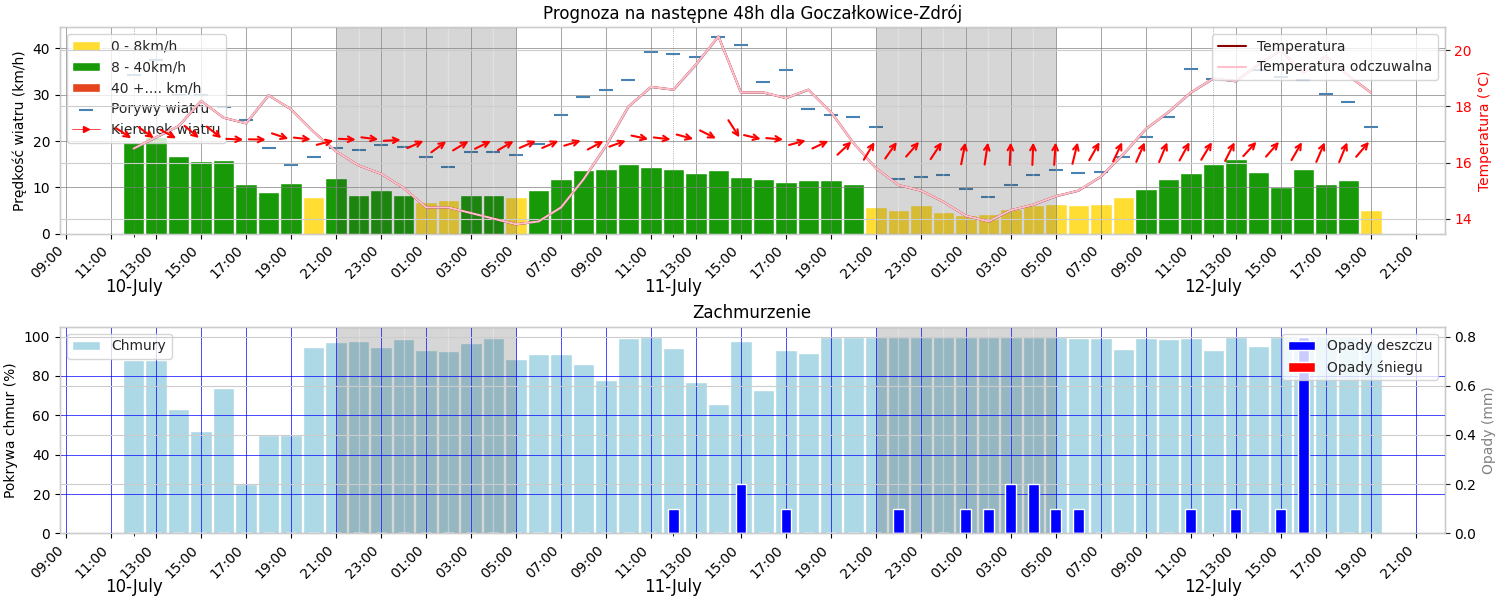 Prognoza na następne 48h dla Goczałkowice-Zdrój
Prędkość wiatru (km/h)
40
30
20
10
0
0 - 8km/h
8 - 40km/h
40 +.... km/h
Porywy wiatru
Kierunek wiatru
Temperatura
Temperatura odczuwalna
20
18
16
14
Temperatura (°C)
09:00 11:00 13:00 15:00 17:00 19:00 21:00 23:00 01:00 03:00 05:00 07:00 09:00 11:00 13:00 15:00 17:00 19:00 21:00 23:00 01:00 03:00 05:00 07:00 09:00 11:00 13:00 15:00 17:00 19:00 21:00
10-July 11-July 12-July
Zachmurzenie
Pokrywa chmur (%)
100
80
60
40
20
0
Chmury
Opady deszczu
Opady śniegu
0.8
0.6
0.4
0.2
0.0
Opady (mm)
09:00 11:00 13:00 15:00 17:00 19:00 21:00 23:00 01:00 03:00 05:00 07:00 09:00 11:00 13:00 15:00 17:00 19:00 21:00 23:00 01:00 03:00 05:00 07:00 09:00 11:00 13:00 15:00 17:00 19:00 21:00
10-July 11-July 12-July